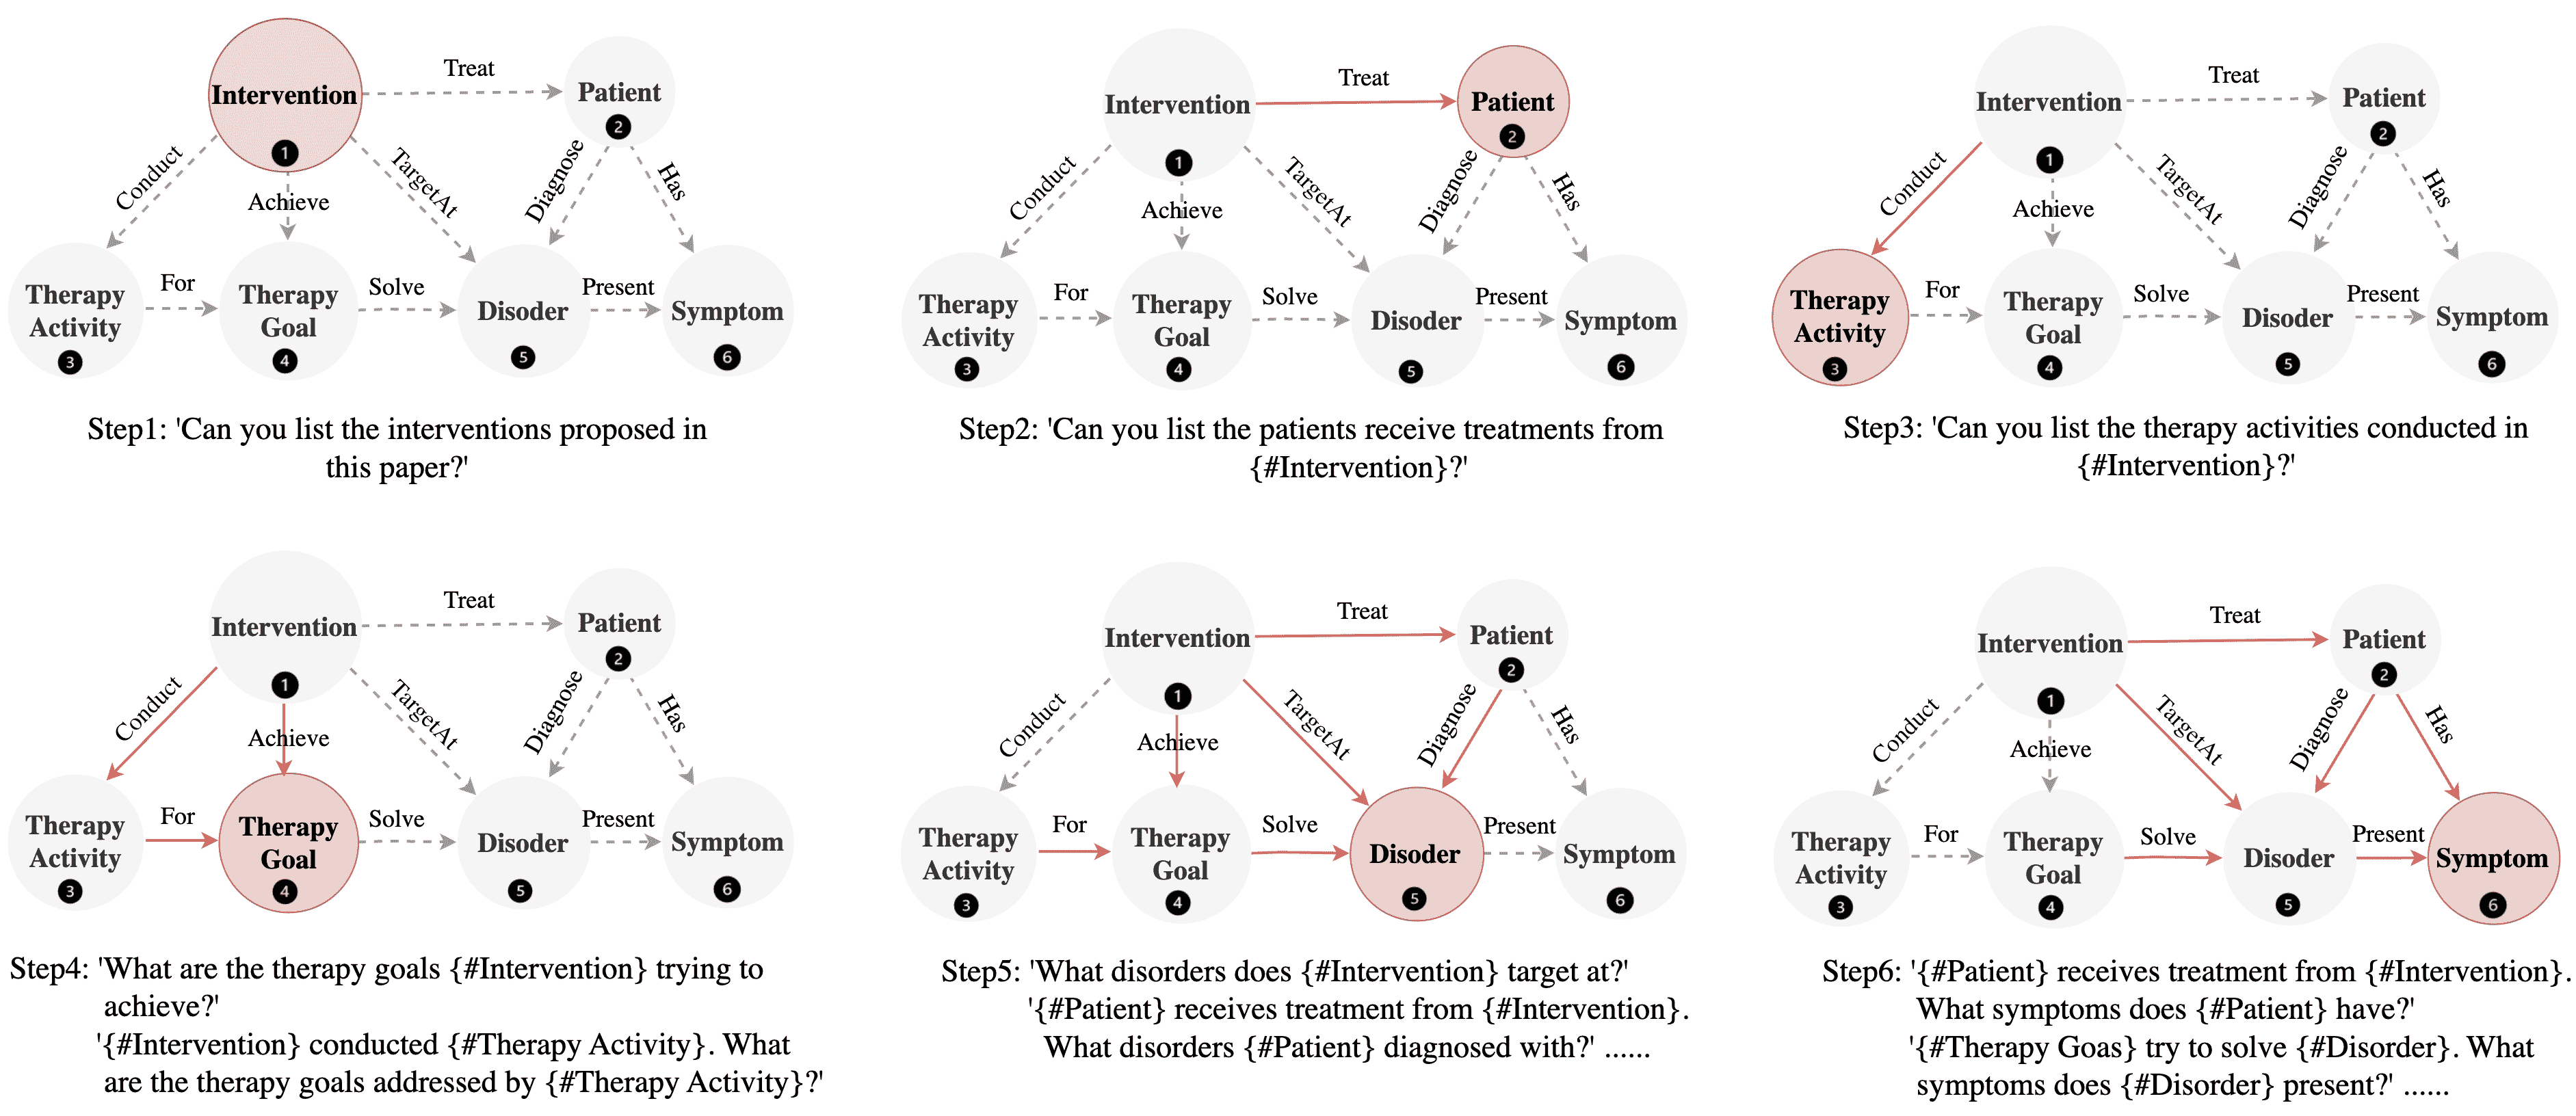 Intervention
1
Treat
Patient
2
Conduct
Achieve
TargetAt
Diagnose
Has
Therapy
Activity
3
For
Therapy
Goal
4
Solve
Disoder
5
Present
Symptom
6
Step1: 'Can you list the interventions proposed in
this paper?'
Intervention
1
Treat
Patient
2
Conduct
Achieve
TargetAt
Diagnose
Has
Therapy
Activity
3
For
Therapy
Goal
4
Solve
Disoder
5
Present
Symptom
6
Step2: 'Can you list the patients receive treatments from
{#Intervention}?'
Intervention
1
Treat
Patient
2
Conduct
Achieve
TargetAt
Diagnose
Has
Therapy
Activity
3
For
Therapy
Goal
4
Solve
Disoder
5
Present
Symptom
6
Step3: 'Can you list the therapy activities conducted in
{#Intervention}?'
Intervention
1
Treat
Patient
2
Conduct
Achieve
TargetAt
Diagnose
Has
Therapy
Activity
3
For
Therapy
Goal
4
Solve
Disoder
5
Present
Symptom
6
Step4: 'What are the therapy goals {#Intervention} trying to
achieve?'
'{#Intervention} conducted {#Therapy Activity}. What
are the therapy goals addressed by {#Therapy Activity}?'
Intervention
1
Treat
Patient
2
Conduct
Achieve
TargetAt
Diagnose
Has
Therapy
Activity
3
For
Therapy
Goal
4
Solve
Disoder
5
Present
Symptom
6
Step5: 'What disorders does {#Intervention} target at?'
'{#Patient} receives treatment from {#Intervention}.
What disorders {#Patient} diagnosed with?' ......
Intervention
1
Treat
Patient
2
Conduct
Achieve
TargetAt
Diagnose
Has
Therapy
Activity
3
For
Therapy
Goal
4
Solve
Disoder
5
Present
Symptom
6
Step6: '{#Patient} receives treatment from {#Intervention}.
What symptoms does {#Patient} have?'
'{#Therapy Goas} try to solve {#Disorder}. What
symptoms does {#Disorder} present?' ......